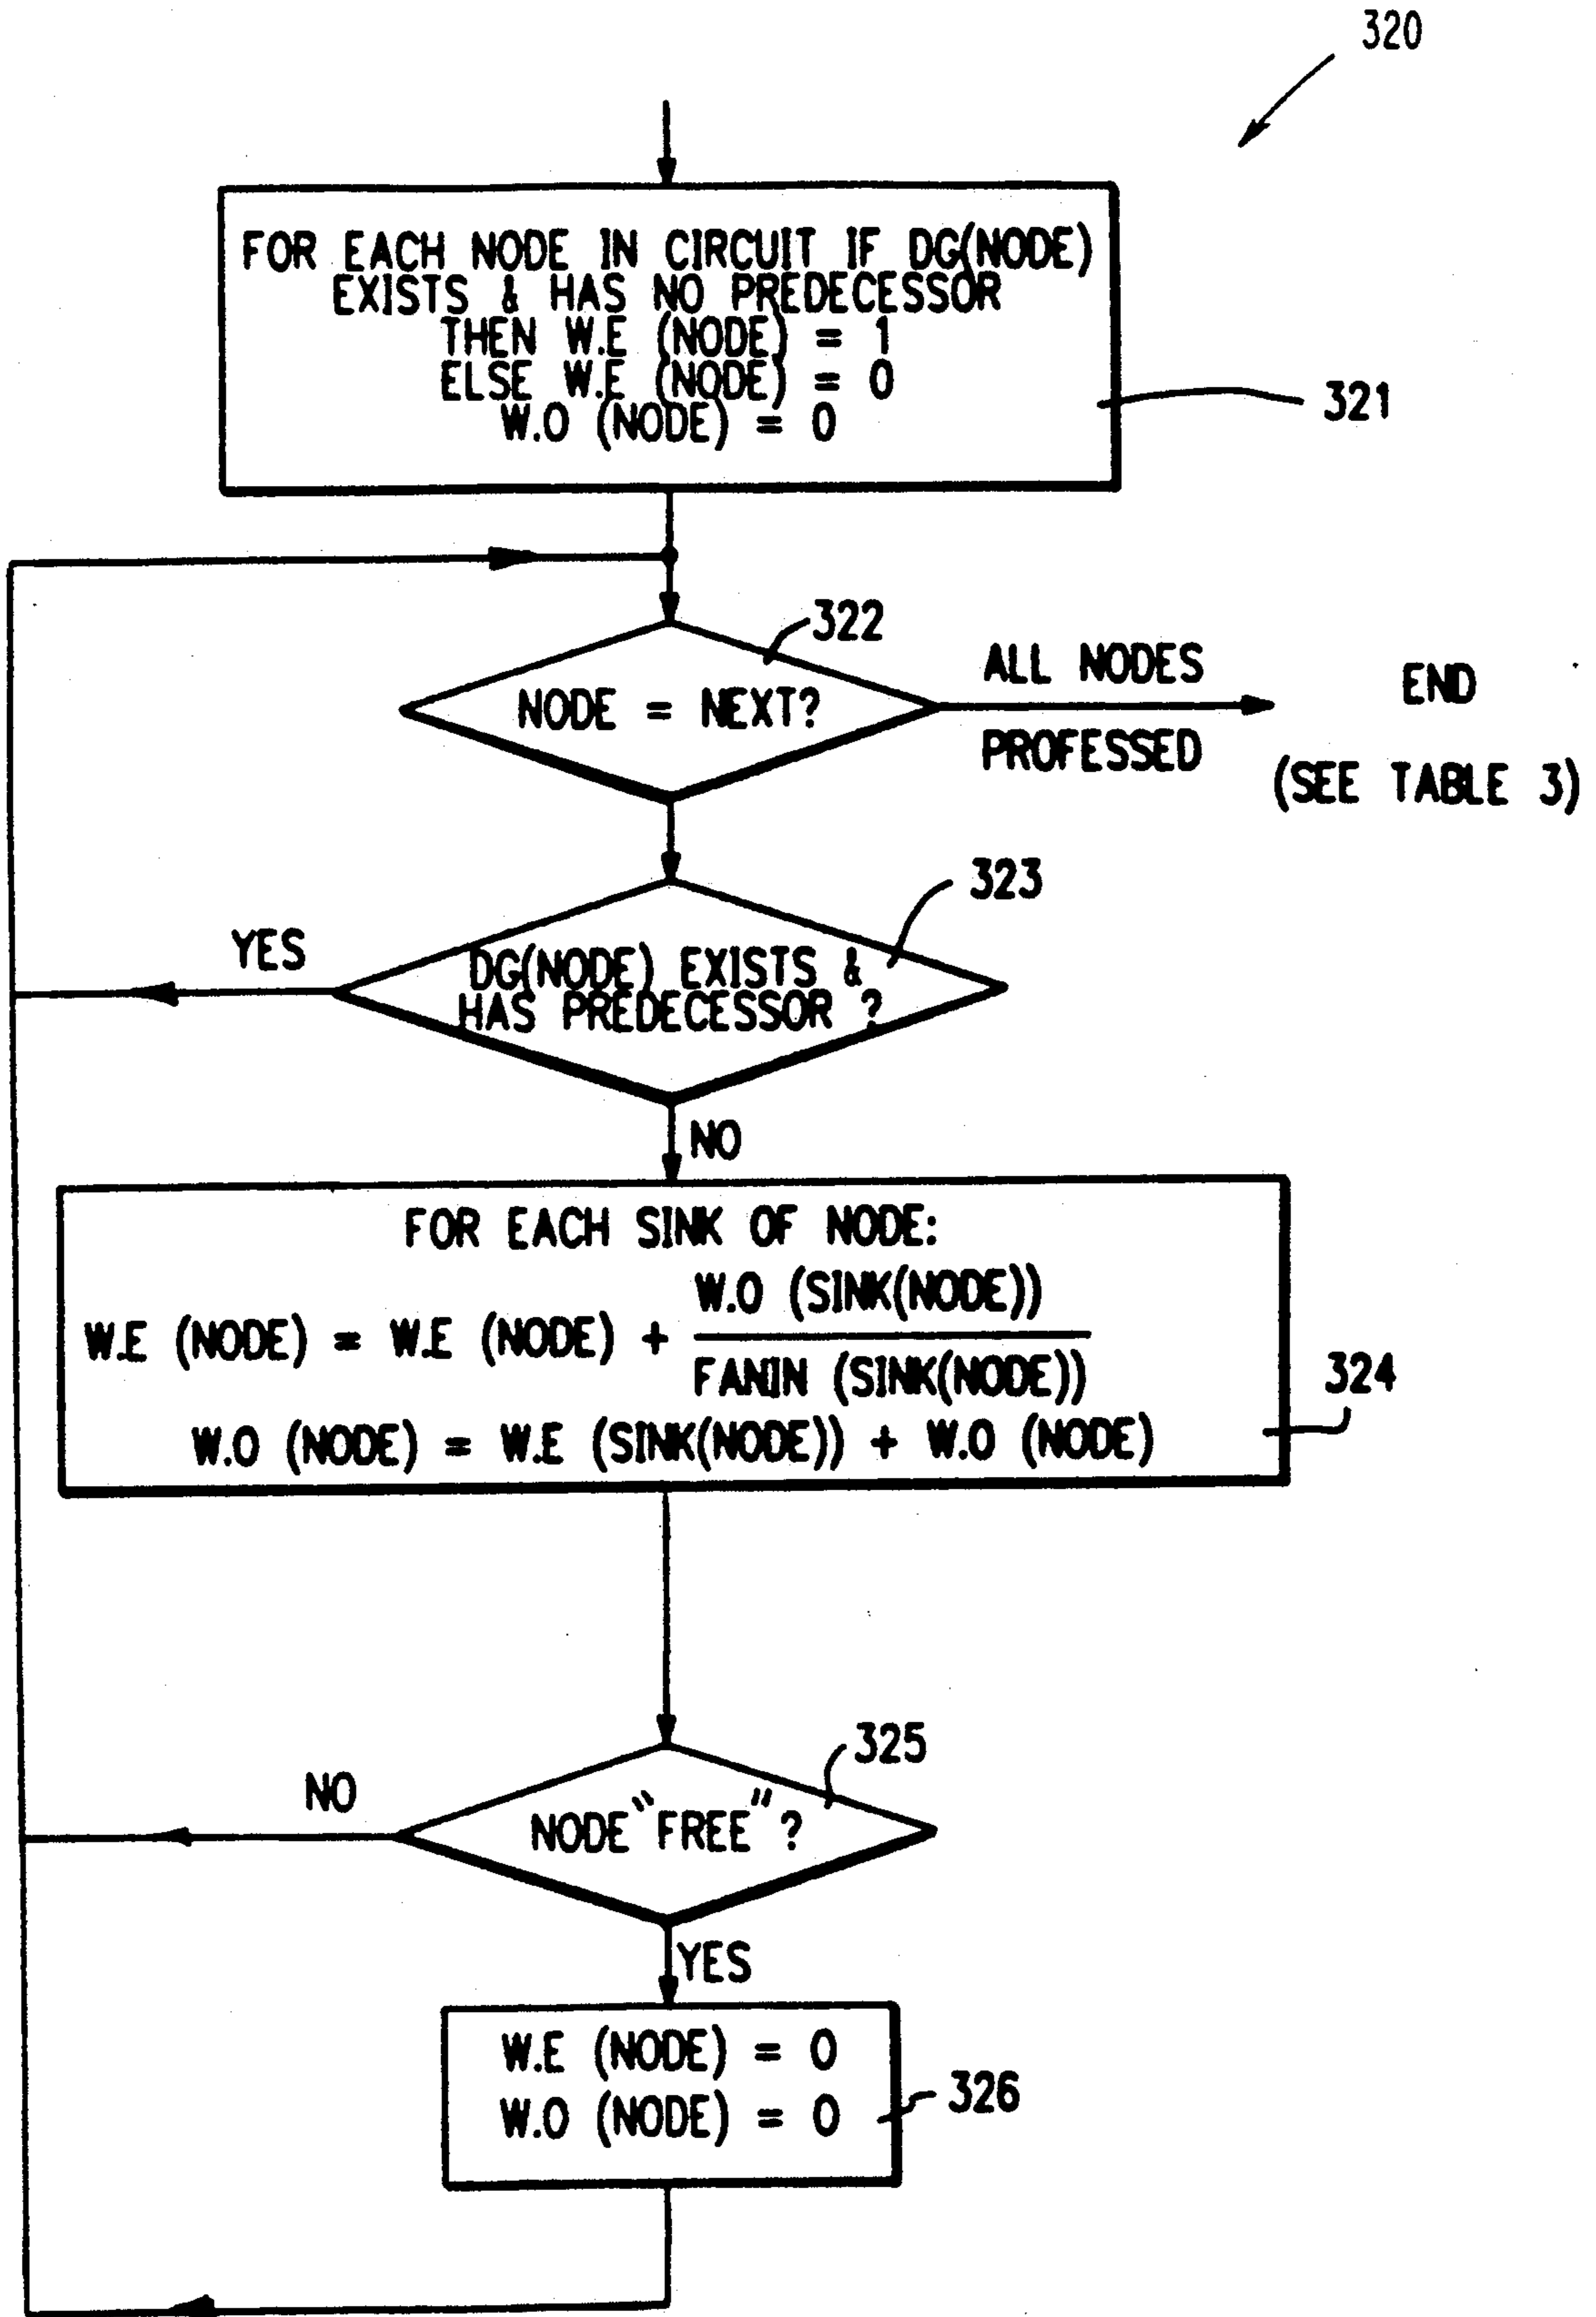 320
FOR EACH NODE IN CIRCUIT IF DG(NODE)
EXISTS & HAS NO PREDECESSOR
THEN W.E (NODE) = 1
ELSE W.E (NODE) = 0
W.O (NODE) = 0
321
322
NODE = NEXT?
ALL NODES
PROFESSED
END
(SEE TABLE 3)
323
YES
DG(NODE) EXISTS &
HAS PREDECESSOR ?
NO
FOR EACH SINK OF NODE:
W.O (SINK(NODE))
W.E (NODE) = W.E (NODE) +
FANIN (SINK(NODE))
W.O (NODE) = W.E (SINK(NODE)) + W.O (NODE)
324
325
NO
NODE "FREE" ?
YES
W.E (NODE) = 0
W.O (NODE) = 0
326